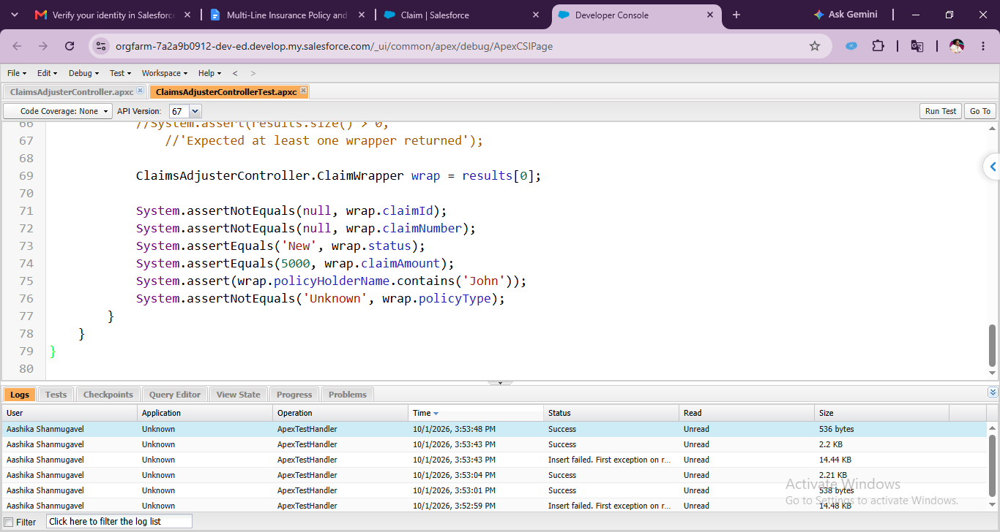 Verify your identity in Salesforce
Multi-Line Insurance Policy and
Claim | Salesforce
Developer Console
Ask Gemini
orgfarm-7a2a9b0912-dev-ed.develop.my.salesforce.com/_ui/common/apex/debug/ApexCSIPage
File Edit Debug Test Workspace Help < >
ClaimsAdjusterController.apxc ClaimsAdjusterControllerTest.apxc
Code Coverage: None API Version: 67 Run Test Go To
66 //System.assert(results.size() > 0,
67 //'Expected at least one wrapper returned');
68
69 ClaimsAdjusterController.ClaimWrapper wrap = results[0];
70
71 System.assertNotEquals(null, wrap.claimId);
72 System.assertNotEquals(null, wrap.claimNumber);
73 System.assertEquals('New', wrap.status);
74 System.assertEquals(5000, wrap.claimAmount);
75 System.assert(wrap.policyHolderName.contains('John'));
76 System.assertNotEquals('Unknown', wrap.policyType);
77 }
78 }
79 }
80
Logs Tests Checkpoints Query Editor View State Progress Problems
User Application Operation Time Status Read Size
Aashika Shanmugavel Unknown ApexTestHandler 10/1/2026, 3:53:48 PM Success Unread 536 bytes
Aashika Shanmugavel Unknown ApexTestHandler 10/1/2026, 3:53:43 PM Success Unread 2.2 KB
Aashika Shanmugavel Unknown ApexTestHandler 10/1/2026, 3:53:43 PM Insert failed. First exception on r... Unread 14.44 KB
Aashika Shanmugavel Unknown ApexTestHandler 10/1/2026, 3:53:04 PM Success Unread 2.21 KB
Aashika Shanmugavel Unknown ApexTestHandler 10/1/2026, 3:53:01 PM Success Unread 538 bytes
Aashika Shanmugavel Unknown ApexTestHandler 10/1/2026, 3:52:59 PM Insert failed. First exception on r... Unread 14.48 KB
Activate Windows
Go to Settings to activate Windows.
Filter Click here to filter the log list